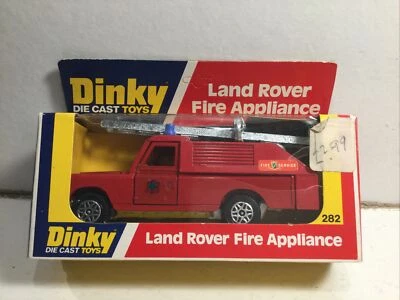 Dinky
DIE CAST TOYS
Land Rover
Fire Appliance
£2.99
FIRE SERVICE
282
Dinky
DIE CAST TOYS
Land Rover Fire Appliance